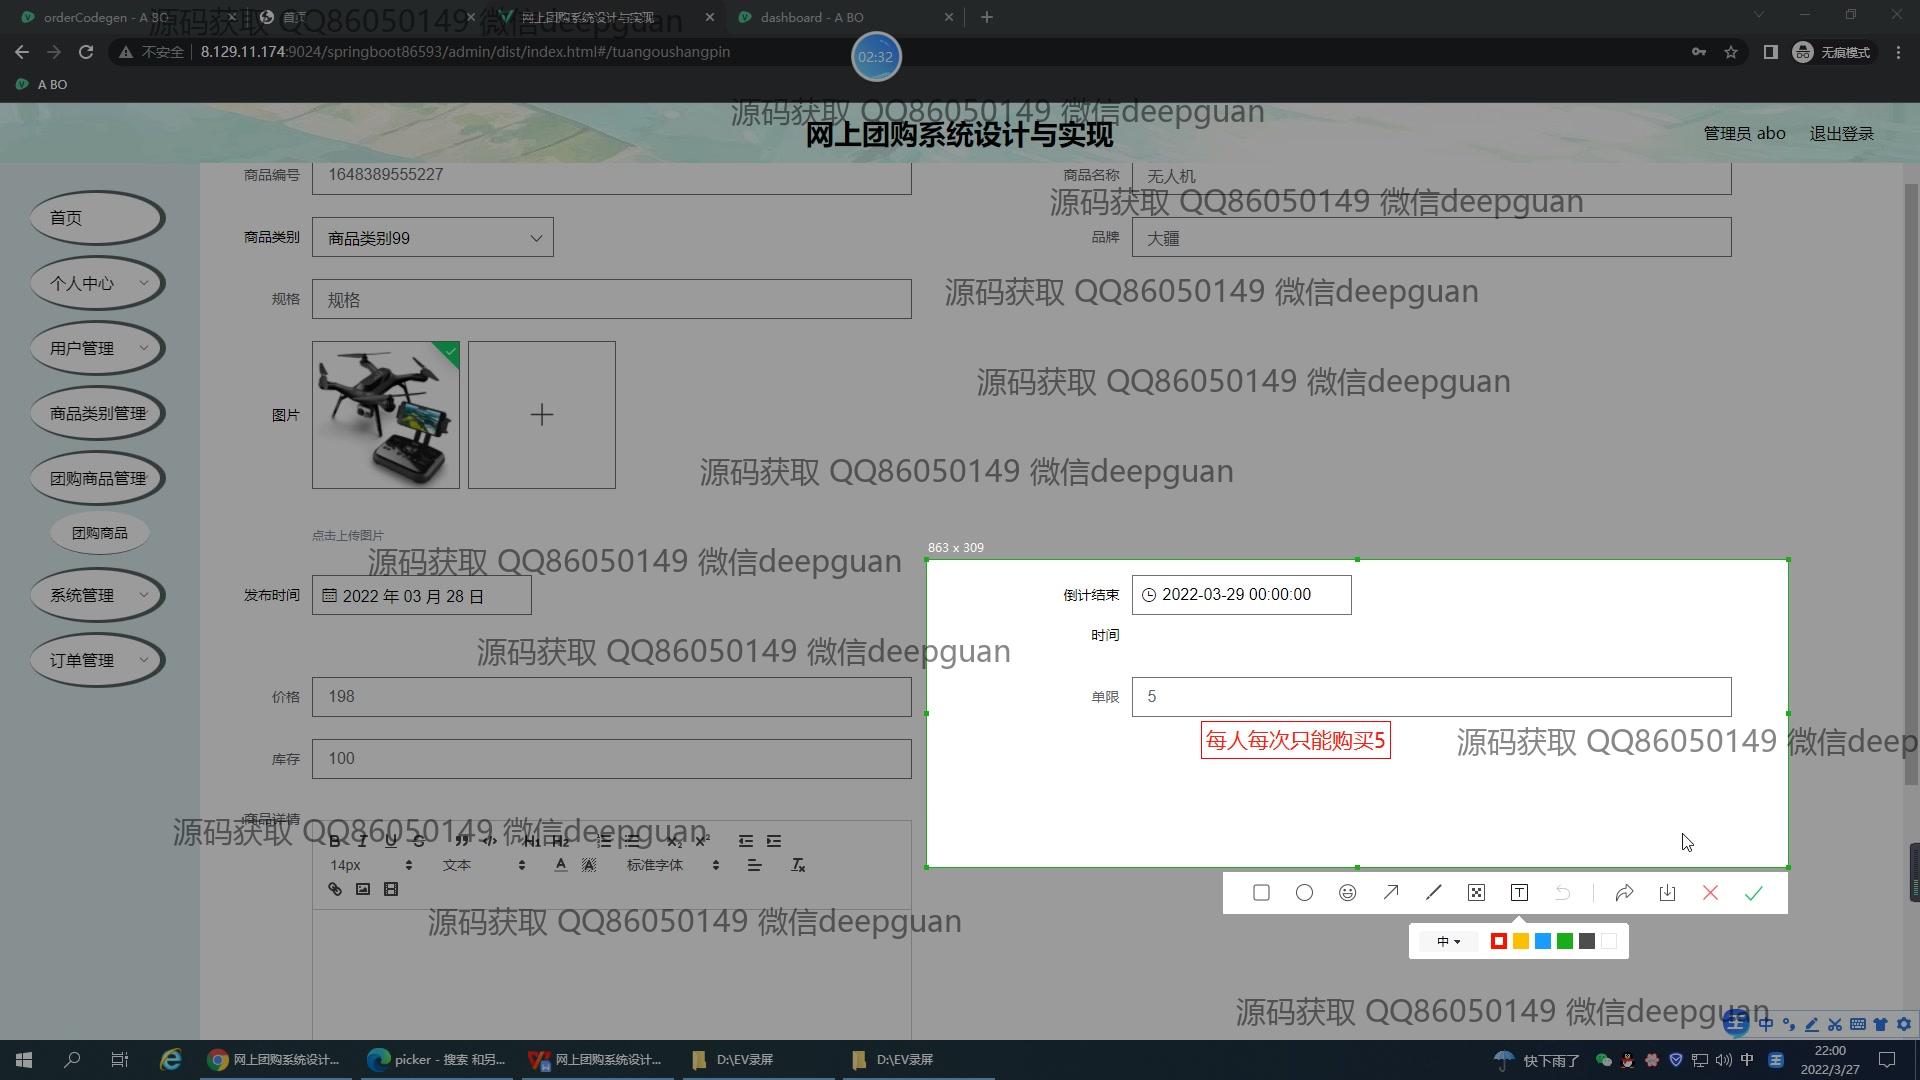 orderCodegen - A BO
首页
网上团购系统设计与实现
dashboard - A BO
源码获取 QQ86050149 微信deepguan
不安全
8.129.11.174:9024/springboot86593/admin/dist/index.html#/tuangoushangpin
02:32
无痕模式
A BO
源码获取 QQ86050149 微信deepguan
网上团购系统设计与实现
管理员 abo
退出登录
商品编号
1648389555227
商品名称
无人机
源码获取 QQ86050149 微信deepguan
首页
商品类别
商品类别99
品牌
大疆
个人中心
规格
规格
源码获取 QQ86050149 微信deepguan
用户管理
源码获取 QQ86050149 微信deepguan
商品类别管理
图片
源码获取 QQ86050149 微信deepguan
团购商品管理
团购商品
点击上传图片
863 x 309
源码获取 QQ86050149 微信deepguan
系统管理
发布时间
2022 年 03 月 28 日
倒计结束
2022-03-29 00:00:00
时间
源码获取 QQ86050149 微信deepguan
订单管理
价格
198
单限
5
每人每次只能购买5
源码获取 QQ86050149 微信deep
库存
100
商品详情
源码获取 QQ86050149 微信deepguan
B I U S H1 H2 X2 X2
14px
文本
A
标准字体
源码获取 QQ86050149 微信deepguan
T
中
源码获取 QQ86050149 微信deepguan
中
网上团购系统设计...
picker - 搜索 和另...
网上团购系统设计...
D:\EV录屏
D:\EV录屏
快下雨了
中
22:00
2022/3/27